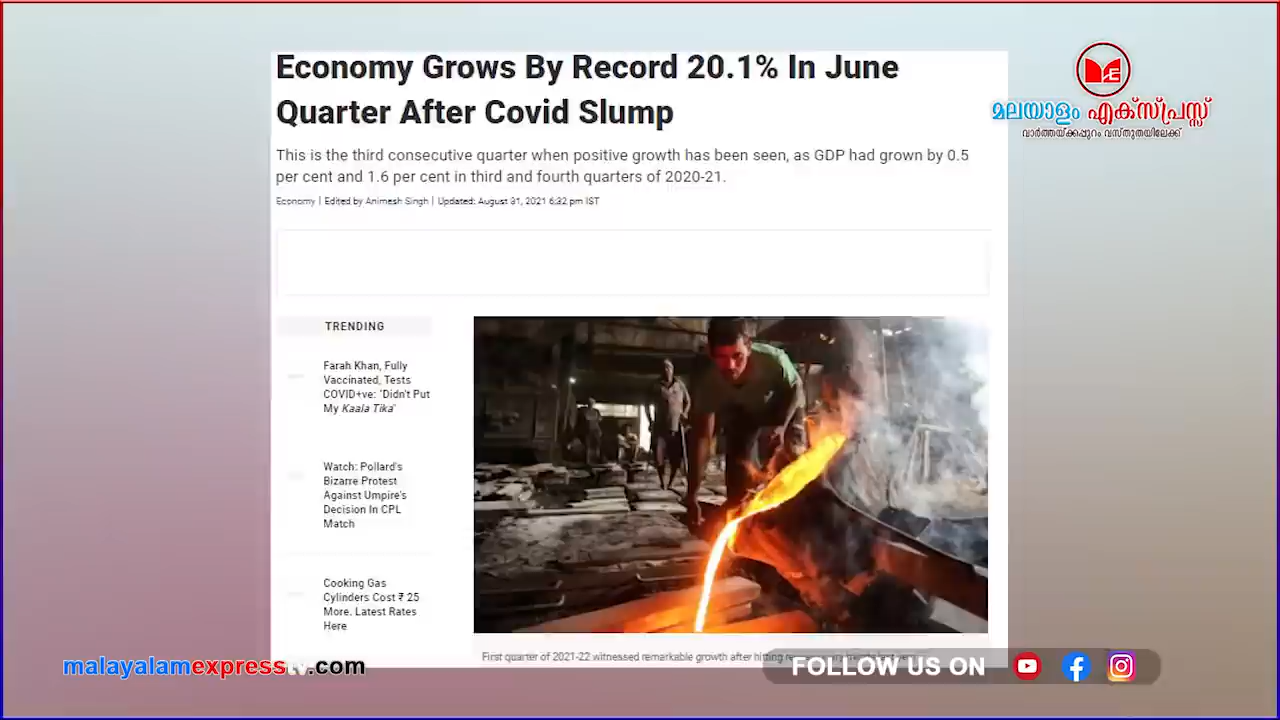 Economy Grows By Record 20.1% In June
Quarter After Covid Slump
This is the third consecutive quarter when positive growth has been seen, as GDP had grown by 0.5
per cent and 1.6 per cent in third and fourth quarters of 2020-21.
Economy | Edited by Animesh Singh | Updated: August 31, 2021 6:32 pm IST
മലയാളം എക്സ്പ്രസ്സ്
വാർത്തയ്ക്കപ്പുറം വസ്തുതയിലേക്ക്
TRENDING
Farah Khan, Fully
Vaccinated, Tests
COVID+ve: "Didn't Put
My Kaala Tika"
Watch: Pollard's
Bizarre Protest
Against Umpire's
Decision In CPL
Match
Cooking Gas
Cylinders Cost ₹ 25
More. Latest Rates
Here
First quarter of 2021-22 witnessed remarkable growth after hitting
malayalamexpresstv.com
FOLLOW US ON